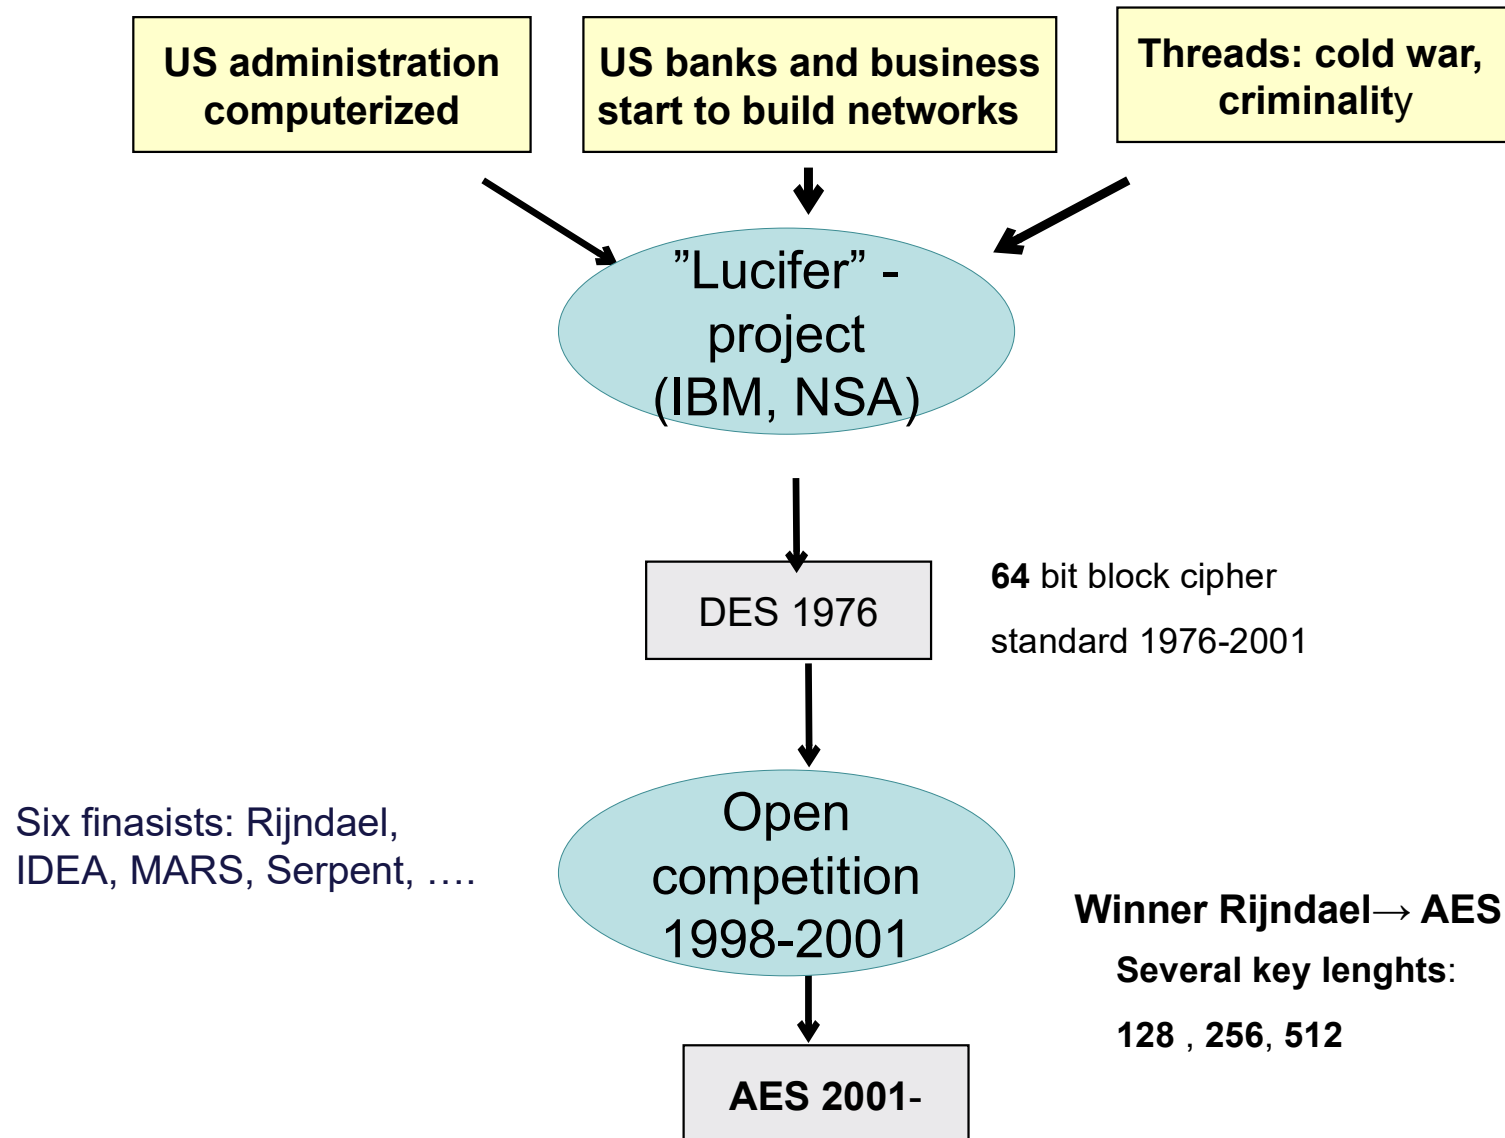 US administration
computerized
US banks and business
start to build networks
Threads: cold war,
criminality
”Lucifer” -
project
(IBM, NSA)
DES 1976
64 bit block cipher
standard 1976-2001
Six finasists: Rijndael,
IDEA, MARS, Serpent, ….
Open
competition
1998-2001
Winner Rijndael→ AES
Several key lenghts:
128 , 256, 512
AES 2001-